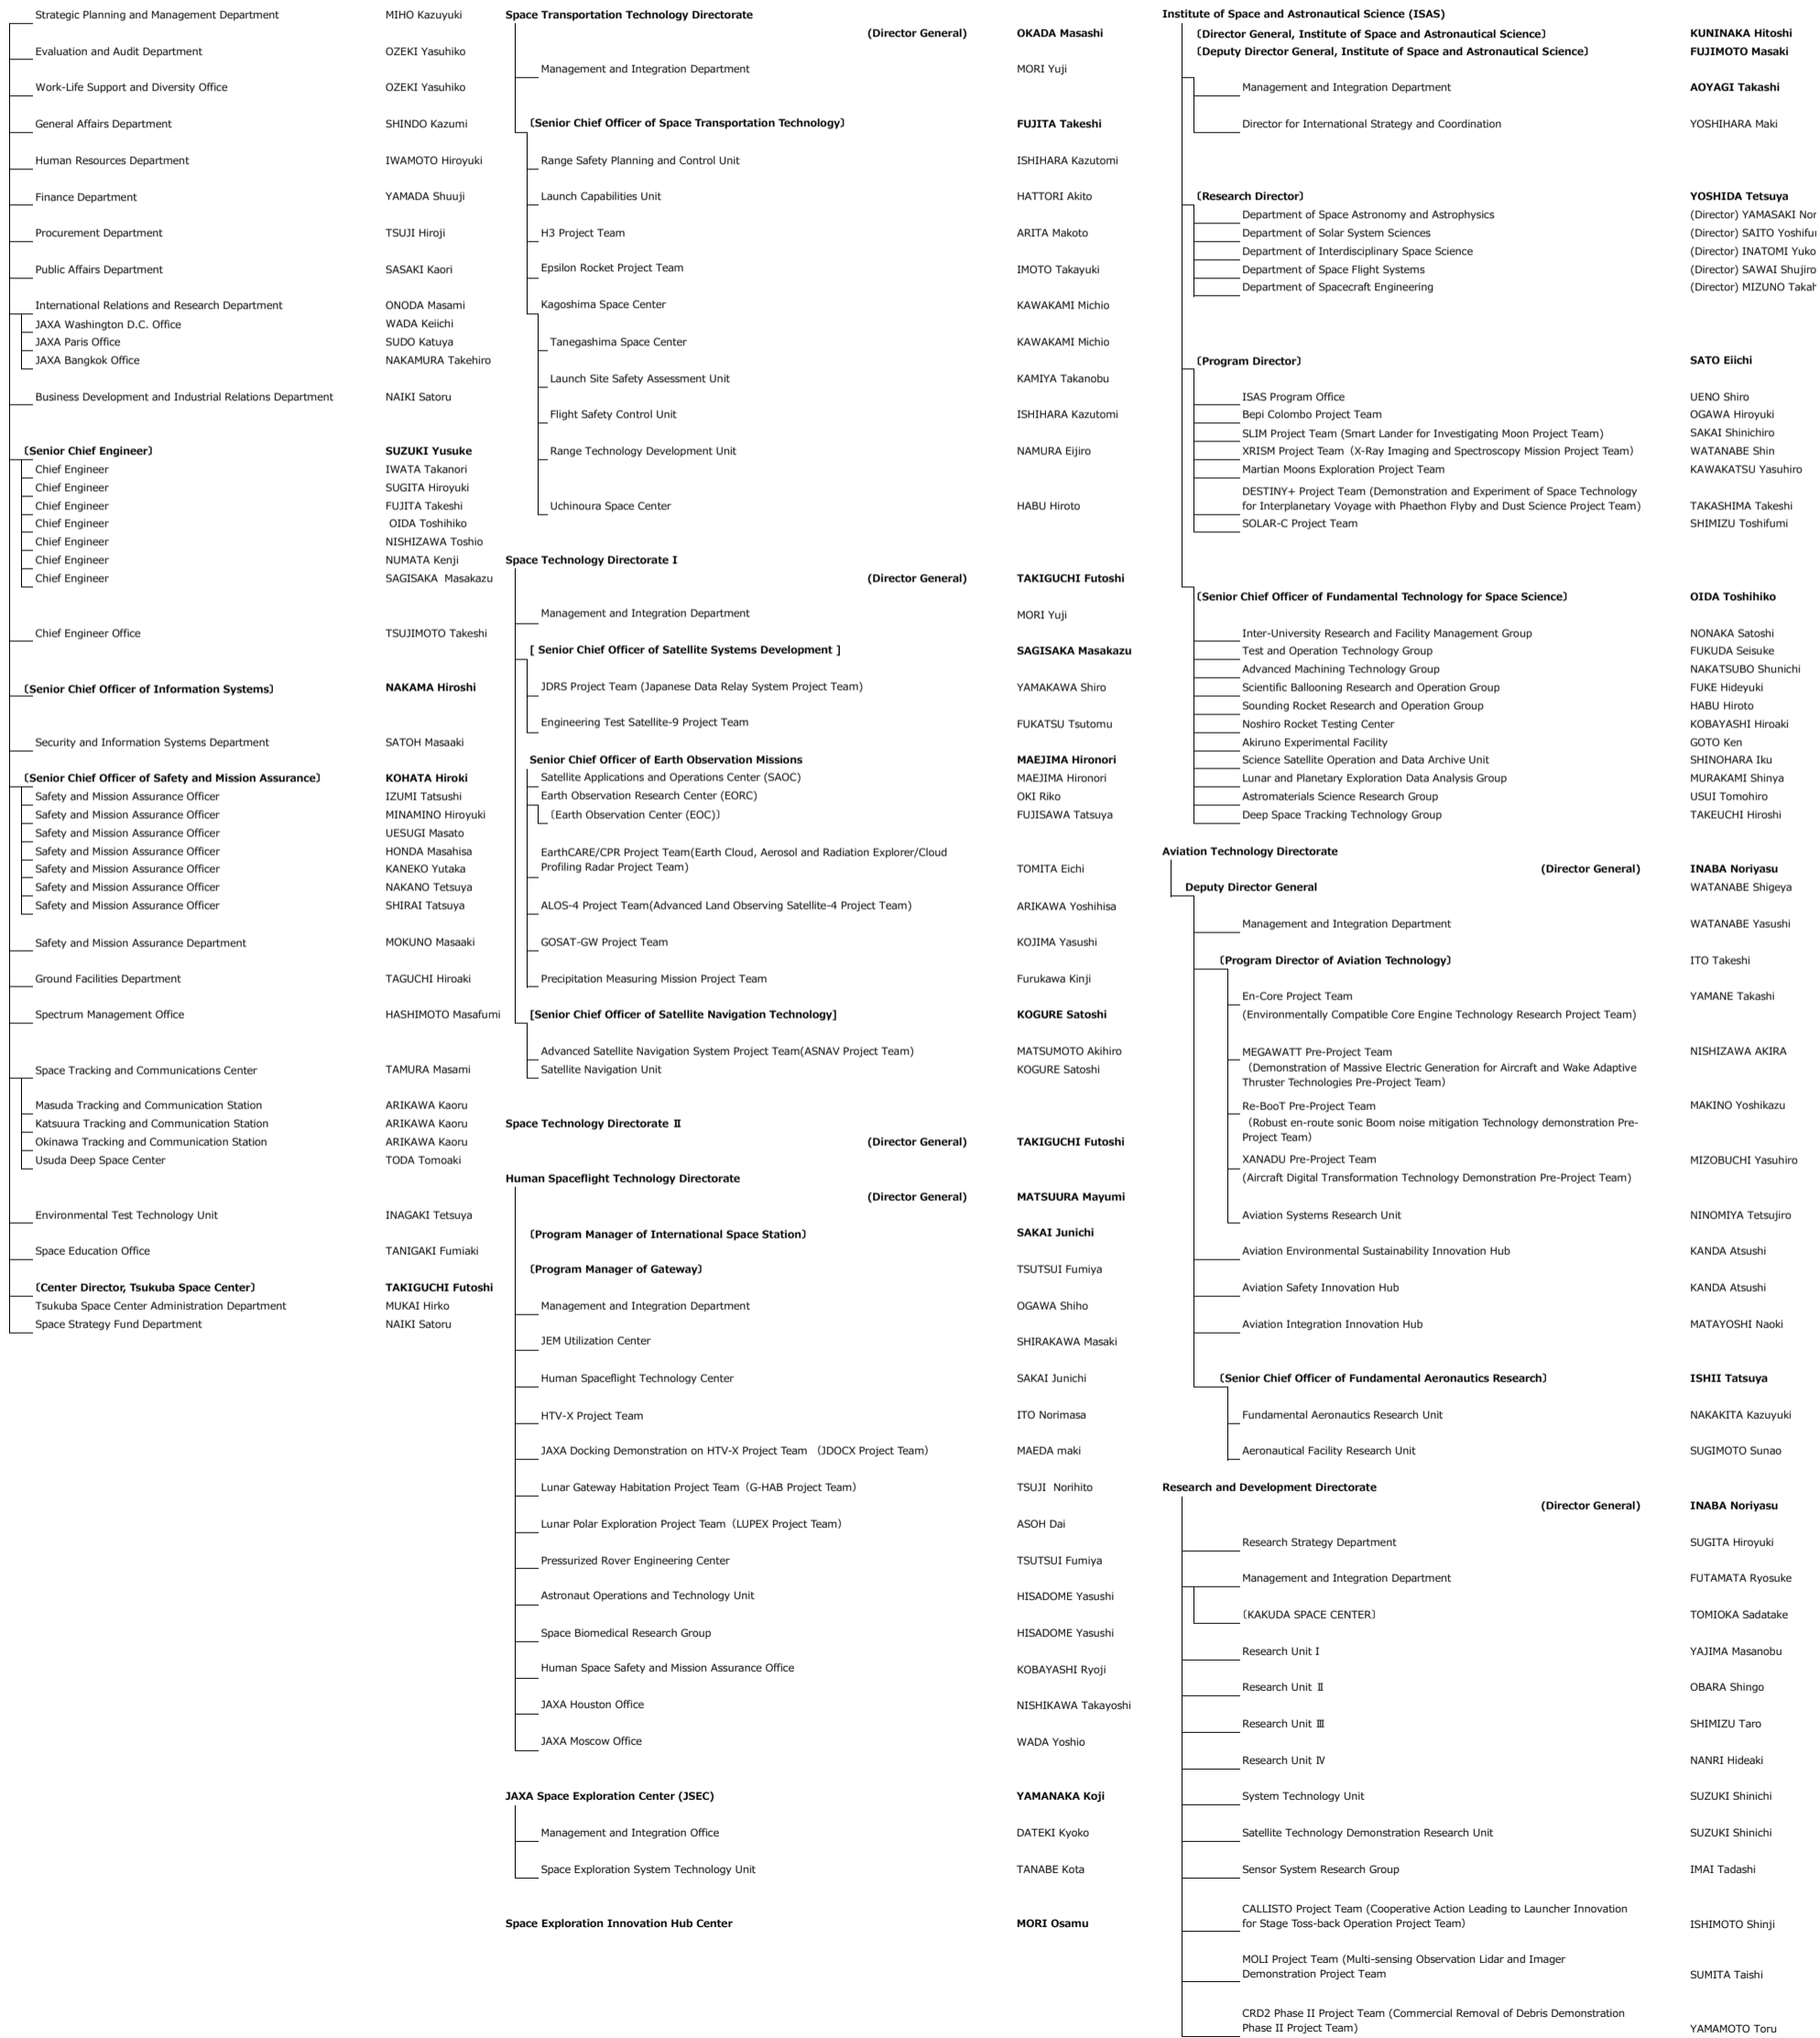 Strategic Planning and Management Department MIHO Kazuyuki
Evaluation and Audit Department OZEKI Yasuhiko
Work-Life Support and Diversity Office OZEKI Yasuhiko
General Affairs Department SHINDO Kazumi
Human Resources Department IWAMOTO Hiroyuki
Finance Department YAMADA Shuuji
Procurement Department TSUJI Hiroji
Public Affairs Department SASAKI Kaori
International Relations and Research Department ONODA Masami
JAXA Washington D.C. Office WADA Keiichi
JAXA Paris Office SUDO Katuya
JAXA Bangkok Office NAKAMURA Takehiro
Business Development and Industrial Relations Department NAIKI Satoru
〔Senior Chief Engineer〕 SUZUKI Yusuke
Chief Engineer IWATA Takanori
Chief Engineer SUGITA Hiroyuki
Chief Engineer FUJITA Takeshi
Chief Engineer OIDA Toshihiko
Chief Engineer NISHIZAWA Toshio
Chief Engineer NUMATA Kenji
Chief Engineer SAGISAKA Masakazu
Chief Engineer Office TSUJIMOTO Takeshi
〔Senior Chief Officer of Information Systems〕 NAKAMA Hiroshi
Security and Information Systems Department SATOH Masaaki
〔Senior Chief Officer of Safety and Mission Assurance〕 KOHATA Hiroki
Safety and Mission Assurance Officer IZUMI Tatsushi
Safety and Mission Assurance Officer MINAMINO Hiroyuki
Safety and Mission Assurance Officer UESUGI Masato
Safety and Mission Assurance Officer HONDA Masahisa
Safety and Mission Assurance Officer KANEKO Yutaka
Safety and Mission Assurance Officer NAKANO Tetsuya
Safety and Mission Assurance Officer SHIRAI Tatsuya
Safety and Mission Assurance Department MOKUNO Masaaki
Ground Facilities Department TAGUCHI Hiroaki
Spectrum Management Office HASHIMOTO Masafumi
Space Tracking and Communications Center TAMURA Masami
Masuda Tracking and Communication Station ARIKAWA Kaoru
Katsuura Tracking and Communication Station ARIKAWA Kaoru
Okinawa Tracking and Communication Station ARIKAWA Kaoru
Usuda Deep Space Center TODA Tomoaki
Environmental Test Technology Unit INAGAKI Tetsuya
Space Education Office TANIGAKI Fumiaki
〔Center Director, Tsukuba Space Center〕 TAKIGUCHI Futoshi
Tsukuba Space Center Administration Department MUKAI Hirko
Space Strategy Fund Department NAIKI Satoru
Space Transportation Technology Directorate
(Director General) OKADA Masashi
Management and Integration Department MORI Yuji
〔Senior Chief Officer of Space Transportation Technology〕 FUJITA Takeshi
Range Safety Planning and Control Unit ISHIHARA Kazutomi
Launch Capabilities Unit HATTORI Akito
H3 Project Team ARITA Makoto
Epsilon Rocket Project Team IMOTO Takayuki
Kagoshima Space Center KAWAKAMI Michio
Tanegashima Space Center KAWAKAMI Michio
Launch Site Safety Assessment Unit KAMIYA Takanobu
Flight Safety Control Unit ISHIHARA Kazutomi
Range Technology Development Unit NAMURA Eijiro
Uchinoura Space Center HABU Hiroto
Space Technology Directorate I
(Director General) TAKIGUCHI Futoshi
Management and Integration Department MORI Yuji
[ Senior Chief Officer of Satellite Systems Development ] SAGISAKA Masakazu
JDRS Project Team (Japanese Data Relay System Project Team) YAMAKAWA Shiro
Engineering Test Satellite-9 Project Team FUKATSU Tsutomu
Senior Chief Officer of Earth Observation Missions MAEJIMA Hironori
Satellite Applications and Operations Center (SAOC) MAEJIMA Hironori
Earth Observation Research Center (EORC) OKI Riko
〔Earth Observation Center (EOC)〕 FUJISAWA Tatsuya
EarthCARE/CPR Project Team(Earth Cloud, Aerosol and Radiation Explorer/Cloud
Profiling Radar Project Team) TOMITA Eichi
ALOS-4 Project Team(Advanced Land Observing Satellite-4 Project Team) ARIKAWA Yoshihisa
GOSAT-GW Project Team KOJIMA Yasushi
Precipitation Measuring Mission Project Team Furukawa Kinji
[Senior Chief Officer of Satellite Navigation Technology] KOGURE Satoshi
Advanced Satellite Navigation System Project Team(ASNAV Project Team) MATSUMOTO Akihiro
Satellite Navigation Unit KOGURE Satoshi
Space Technology Directorate Ⅱ
(Director General) TAKIGUCHI Futoshi
Human Spaceflight Technology Directorate
(Director General) MATSUURA Mayumi
〔Program Manager of International Space Station〕 SAKAI Junichi
〔Program Manager of Gateway〕 TSUTSUI Fumiya
Management and Integration Department OGAWA Shiho
JEM Utilization Center SHIRAKAWA Masaki
Human Spaceflight Technology Center SAKAI Junichi
HTV-X Project Team ITO Norimasa
JAXA Docking Demonstration on HTV-X Project Team （JDOCX Project Team） MAEDA maki
Lunar Gateway Habitation Project Team（G-HAB Project Team） TSUJI Norihito
Lunar Polar Exploration Project Team（LUPEX Project Team） ASOH Dai
Pressurized Rover Engineering Center TSUTSUI Fumiya
Astronaut Operations and Technology Unit HISADOME Yasushi
Space Biomedical Research Group HISADOME Yasushi
Human Space Safety and Mission Assurance Office KOBAYASHI Ryoji
JAXA Houston Office NISHIKAWA Takayoshi
JAXA Moscow Office WADA Yoshio
JAXA Space Exploration Center (JSEC) YAMANAKA Koji
Management and Integration Office DATEKI Kyoko
Space Exploration System Technology Unit TANABE Kota
Space Exploration Innovation Hub Center MORI Osamu
Institute of Space and Astronautical Science (ISAS)
〔Director General, Institute of Space and Astronautical Science〕 KUNINAKA Hitoshi
〔Deputy Director General, Institute of Space and Astronautical Science〕 FUJIMOTO Masaki
Management and Integration Department AOYAGI Takashi
Director for International Strategy and Coordination YOSHIHARA Maki
〔Research Director〕 YOSHIDA Tetsuya
Department of Space Astronomy and Astrophysics (Director) YAMASAKI
Department of Solar System Sciences (Director) SAITO
Department of Interdisciplinary Space Science (Director) INATOMI Yuko
Department of Space Flight Systems (Director) SAWAI Shujiro
Department of Spacecraft Engineering (Director) MIZUNO
〔Program Director〕 SATO Eiichi
ISAS Program Office UENO Shiro
Bepi Colombo Project Team OGAWA Hiroyuki
SLIM Project Team (Smart Lander for Investigating Moon Project Team) SAKAI Shinichiro
XRISM Project Team（X-Ray Imaging and Spectroscopy Mission Project Team） WATANABE Shin
Martian Moons Exploration Project Team KAWAKATSU Yasuhiro
DESTINY+ Project Team (Demonstration and Experiment of Space Technology
for Interplanetary Voyage with Phaethon Flyby and Dust Science Project Team) TAKASHIMA Takeshi
SOLAR-C Project Team SHIMIZU Toshifumi
〔Senior Chief Officer of Fundamental Technology for Space Science〕 OIDA Toshihiko
Inter-University Research and Facility Management Group NONAKA Satoshi
Test and Operation Technology Group FUKUDA Seisuke
Advanced Machining Technology Group NAKATSUBO Shunichi
Scientific Ballooning Research and Operation Group FUKE Hideyuki
Sounding Rocket Research and Operation Group HABU Hiroto
Noshiro Rocket Testing Center KOBAYASHI Hiroaki
Akiruno Experimental Facility GOTO Ken
Science Satellite Operation and Data Archive Unit SHINOHARA Iku
Lunar and Planetary Exploration Data Analysis Group MURAKAMI Shinya
Astromaterials Science Research Group USUI Tomohiro
Deep Space Tracking Technology Group TAKEUCHI Hiroshi
Aviation Technology Directorate
(Director General) INABA Noriyasu
Deputy Director General WATANABE Shigeya
Management and Integration Department WATANABE Yasushi
〔Program Director of Aviation Technology〕 ITO Takeshi
En-Core Project Team YAMANE Takashi
(Environmentally Compatible Core Engine Technology Research Project Team)
MEGAWATT Pre-Project Team NISHIZAWA AKIRA
（Demonstration of Massive Electric Generation for Aircraft and Wake Adaptive
Thruster Technologies Pre-Project Team）
Re-BooT Pre-Project Team MAKINO Yoshikazu
（Robust en-route sonic Boom noise mitigation Technology demonstration Pre-
Project Team）
XANADU Pre-Project Team MIZOBUCHI Yasuhiro
(Aircraft Digital Transformation Technology Demonstration Pre-Project Team)
Aviation Systems Research Unit NINOMIYA Tetsujiro
Aviation Environmental Sustainability Innovation Hub KANDA Atsushi
Aviation Safety Innovation Hub KANDA Atsushi
Aviation Integration Innovation Hub MATAYOSHI Naoki
〔Senior Chief Officer of Fundamental Aeronautics Research〕 ISHII Tatsuya
Fundamental Aeronautics Research Unit NAKAKITA Kazuyuki
Aeronautical Facility Research Unit SUGIMOTO Sunao
Research and Development Directorate
(Director General) INABA Noriyasu
Research Strategy Department SUGITA Hiroyuki
Management and Integration Department FUTAMATA Ryosuke
〔KAKUDA SPACE CENTER〕 TOMIOKA Sadatake
Research Unit I YAJIMA Masanobu
Research Unit Ⅱ OBARA Shingo
Research Unit Ⅲ SHIMIZU Taro
Research Unit Ⅳ NANRI Hideaki
System Technology Unit SUZUKI Shinichi
Satellite Technology Demonstration Research Unit SUZUKI Shinichi
Sensor System Research Group IMAI Tadashi
CALLISTO Project Team (Cooperative Action Leading to Launcher Innovation
for Stage Toss-back Operation Project Team) ISHIMOTO Shinji
MOLI Project Team (Multi-sensing Observation Lidar and Imager
Demonstration Project Team SUMITA Taishi
CRD2 Phase II Project Team (Commercial Removal of Debris Demonstration
Phase II Project Team) YAMAMOTO Toru